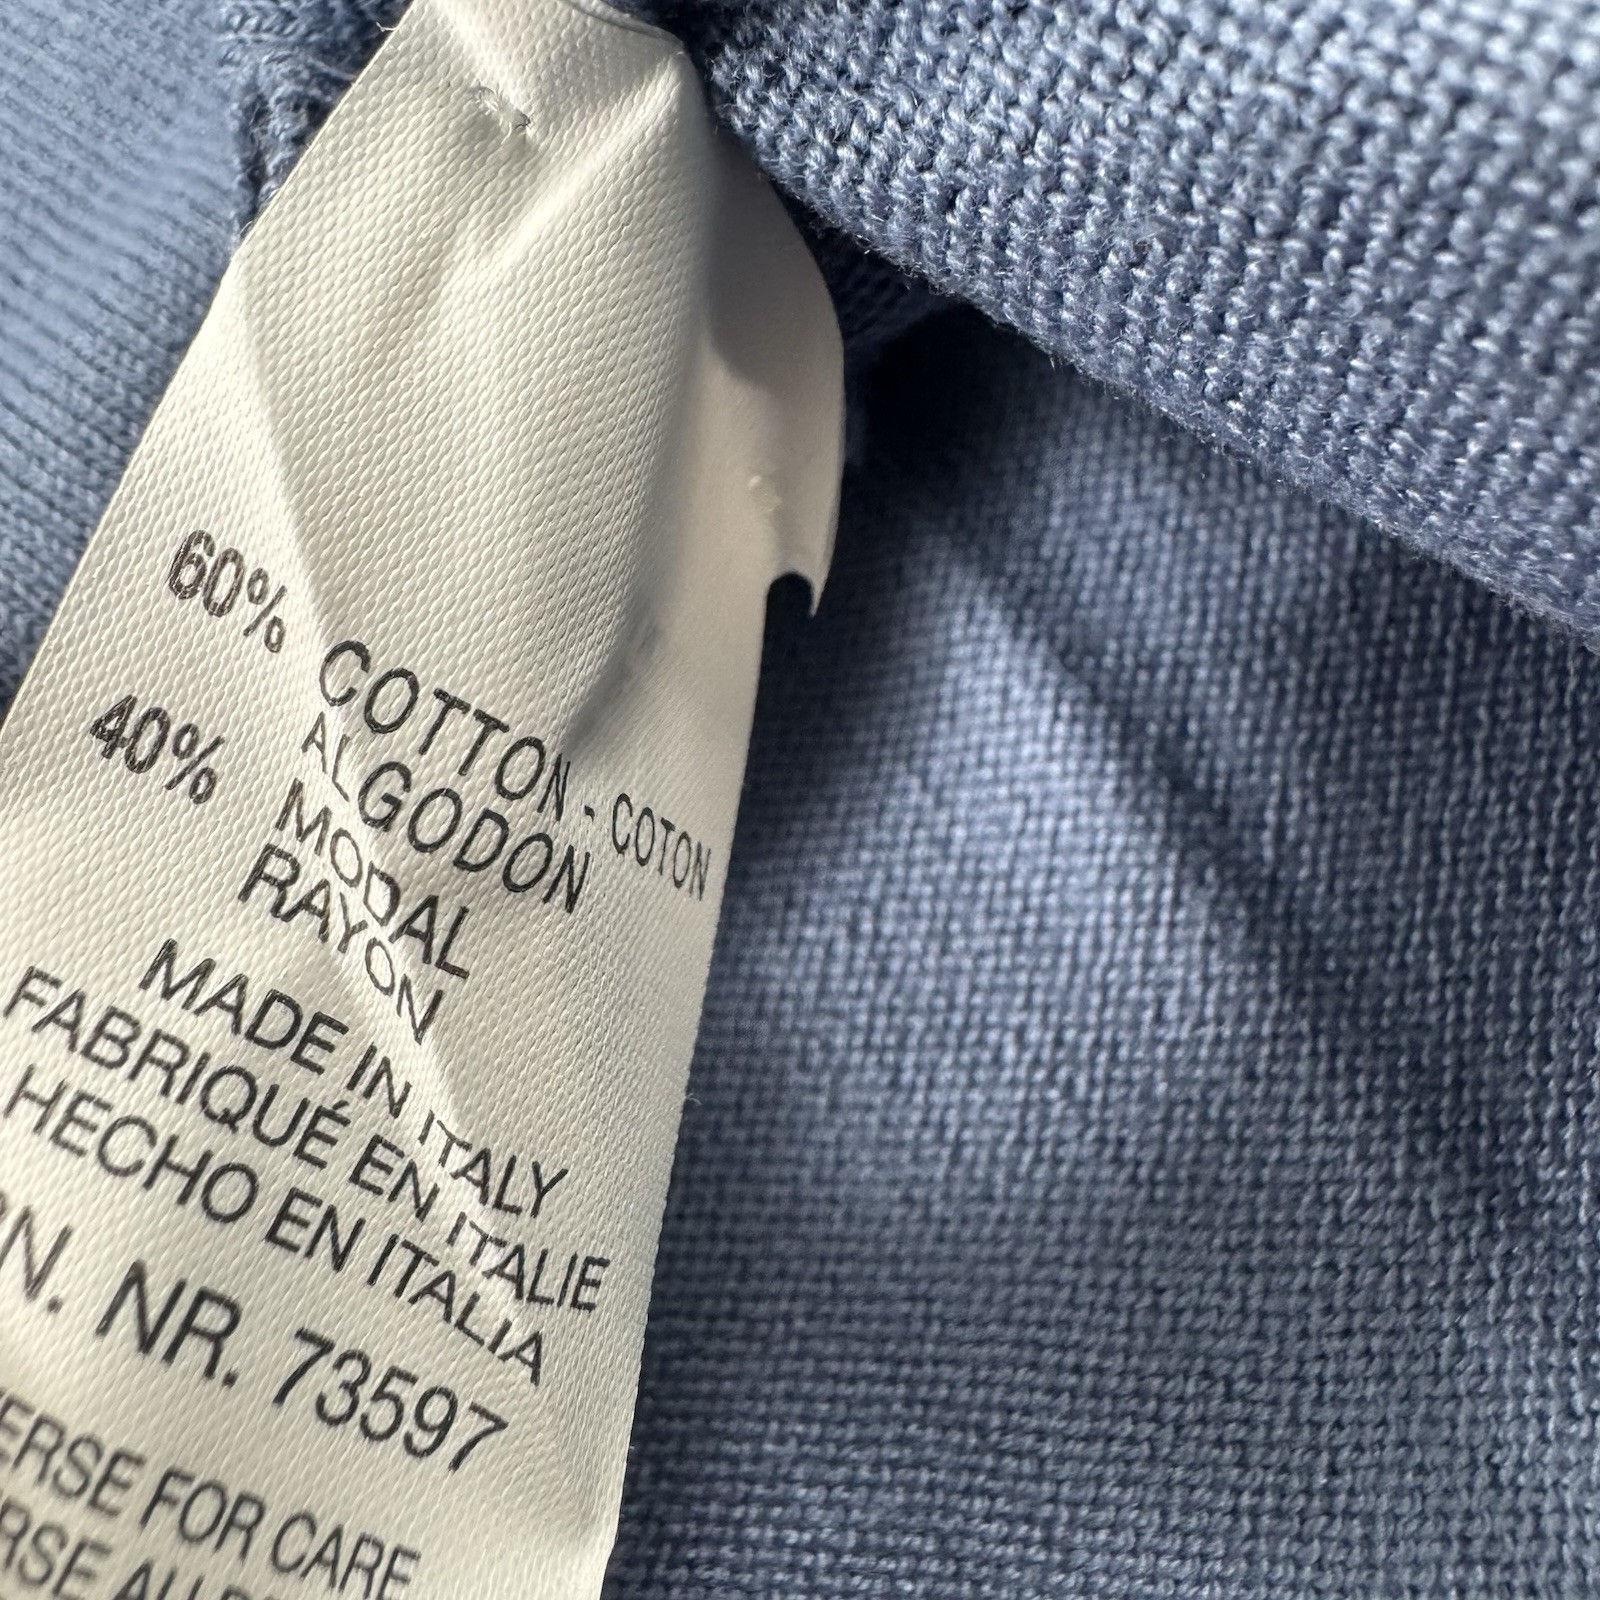 60% COTTON - COTON
ALGODON
40% MODAL
RAYON
MADE IN ITALY
FABRIQUÉ EN ITALIE
HECHO EN ITALIA
N. NR. 73597
ERSE FOR CARE